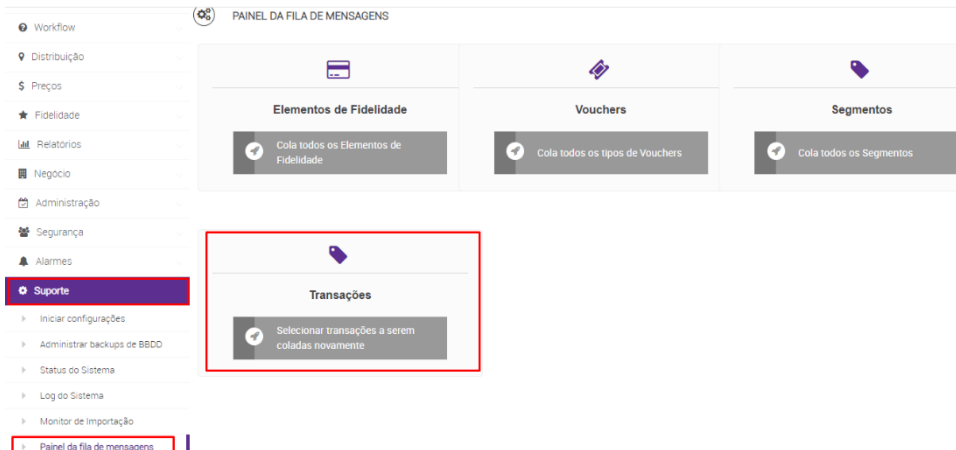 Workflow
Distribuição
Preços
Fidelidade
Relatórios
Negócio
Administração
Segurança
Alarmes
Suporte
Iniciar configurações
Administrar backups de BBDD
Status do Sistema
Log do Sistema
Monitor de Importação
Painel da fila de mensagens
PAINEL DA FILA DE MENSAGENS
Elementos de Fidelidade
Cola todos os Elementos de
Fidelidade
Vouchers
Cola todos os tipos de Vouchers
Segmentos
Cola todos os Segmentos
Transações
Selecionar transações a serem
coladas novamente